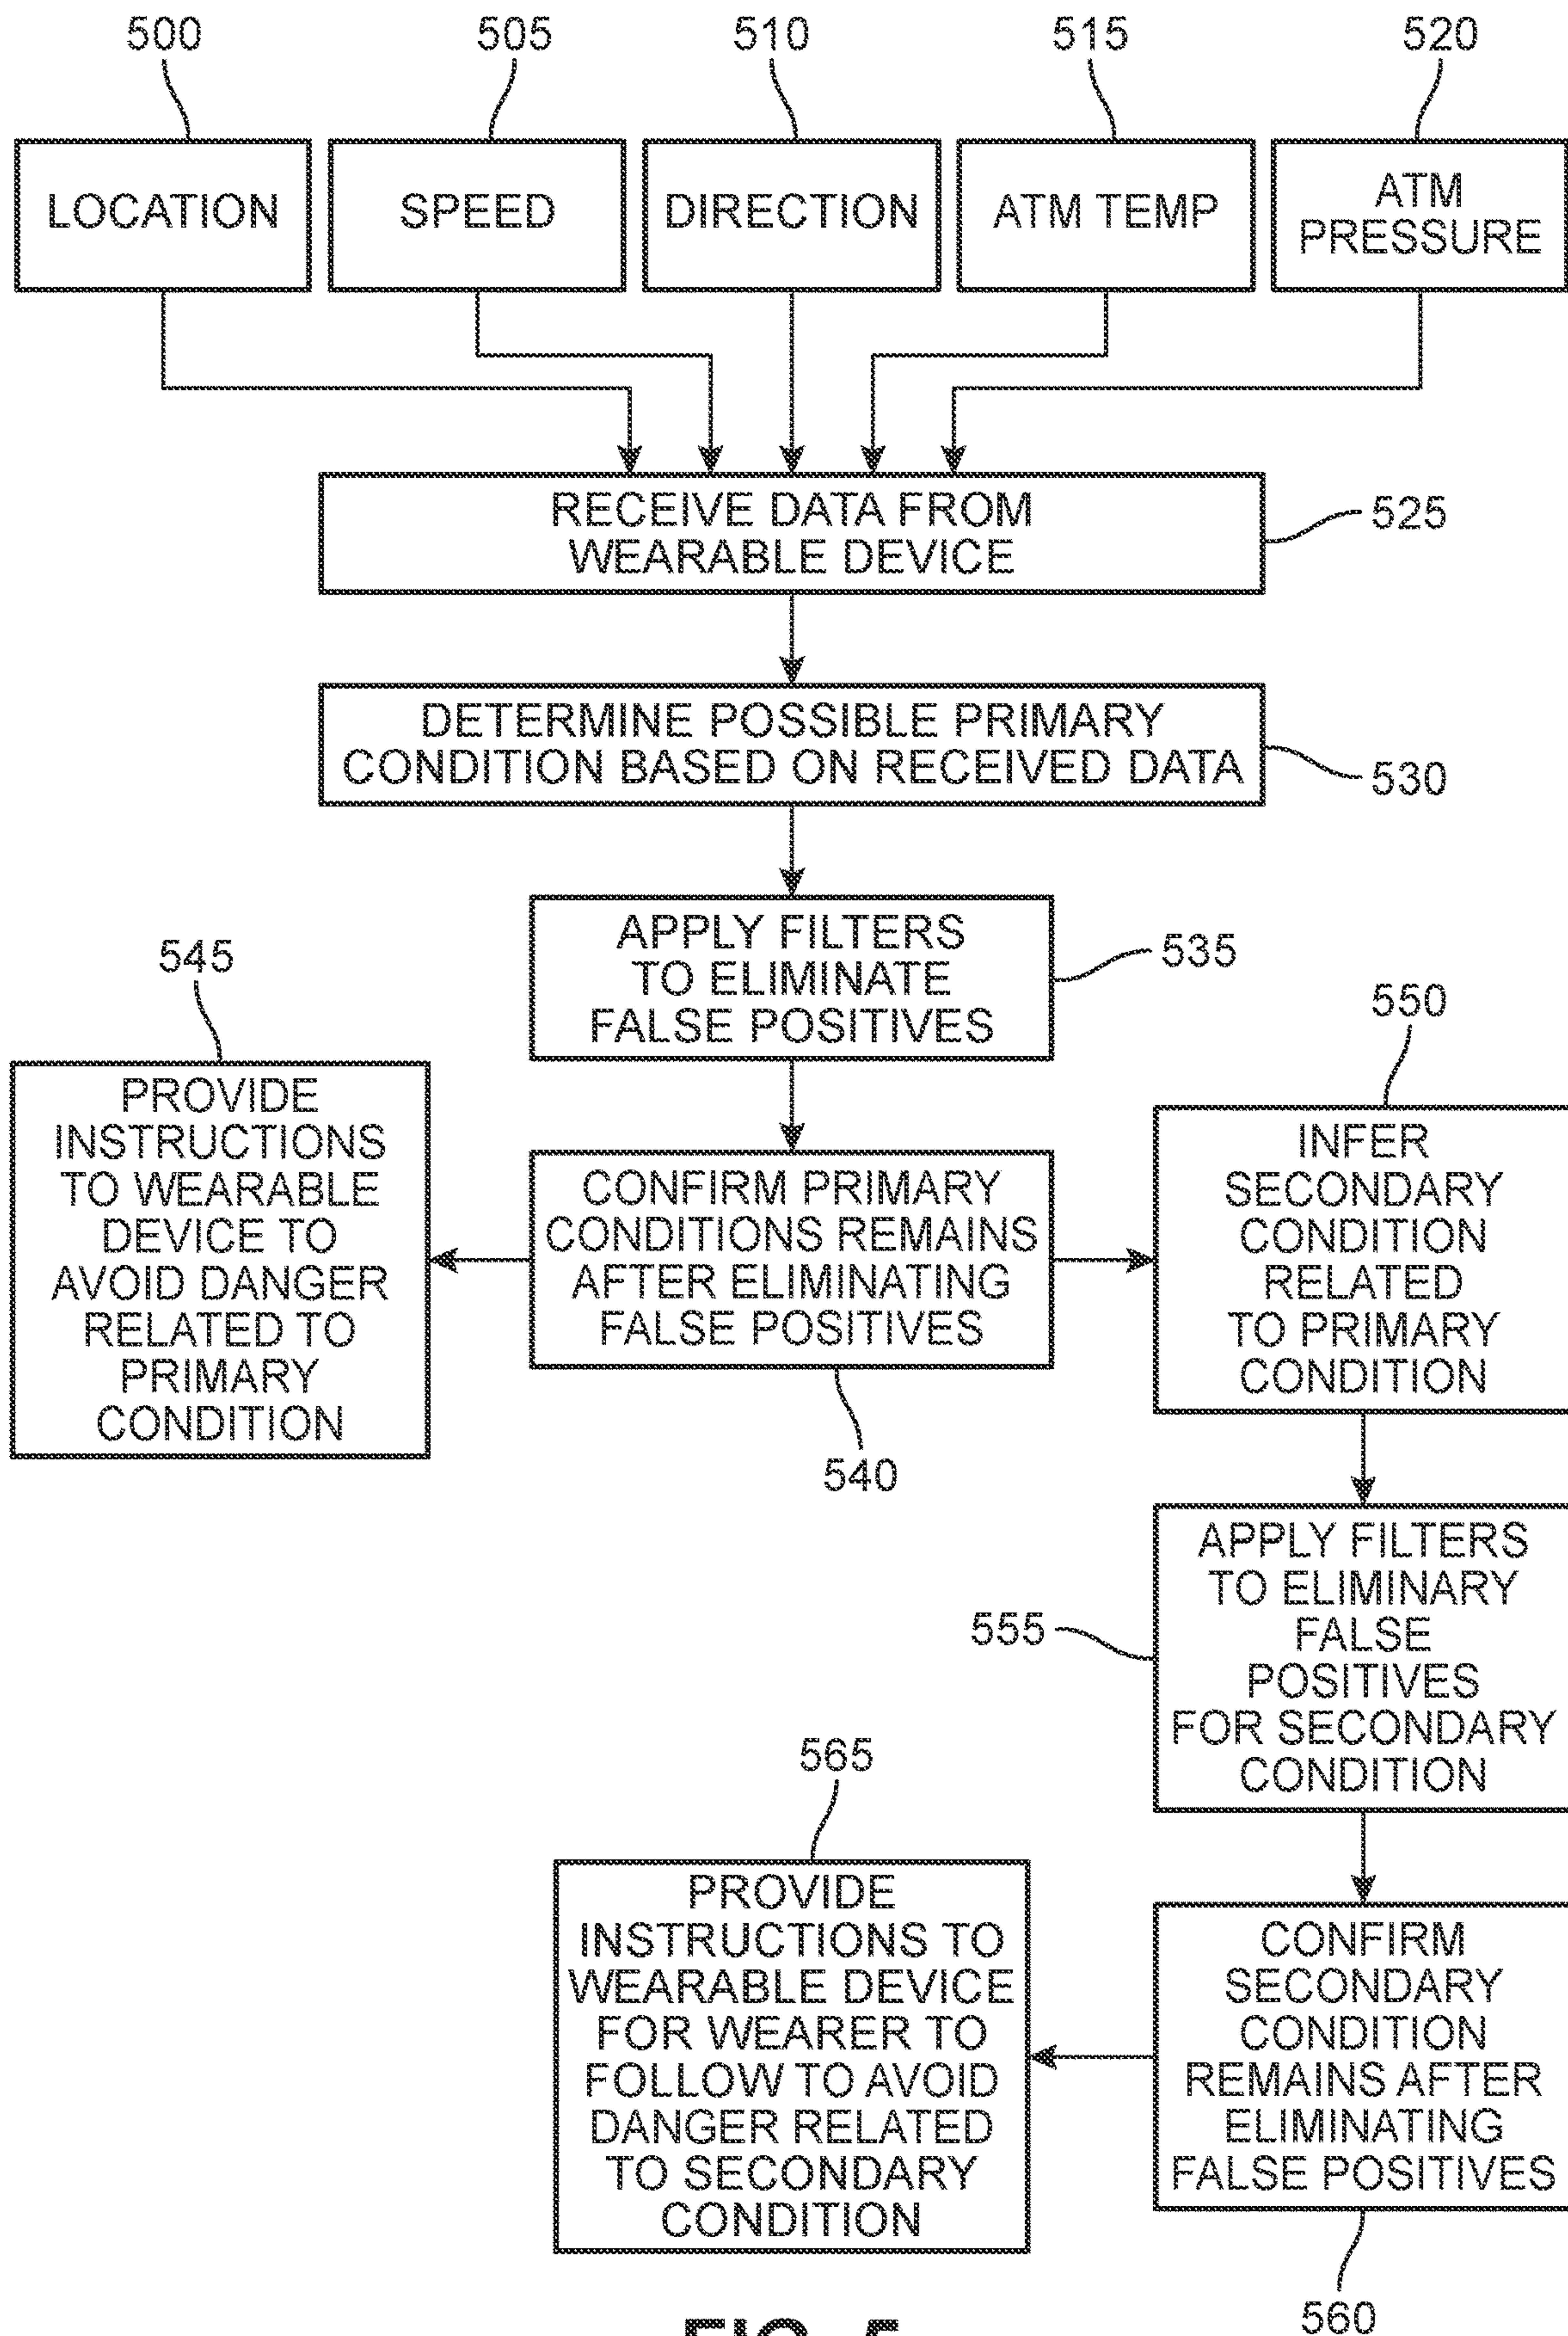 500
505
510
515
520
LOCATION
SPEED
DIRECTION
ATM TEMP
ATM
PRESSURE
RECEIVE DATA FROM
WEARABLE DEVICE
525
DETERMINE POSSIBLE PRIMARY
CONDITION BASED ON RECEIVED DATA
530
APPLY FILTERS
TO ELIMINATE
FALSE POSITIVES
535
545
PROVIDE
INSTRUCTIONS
TO WEARABLE
DEVICE TO
AVOID DANGER
RELATED TO
PRIMARY
CONDITION
CONFIRM PRIMARY
CONDITIONS REMAINS
AFTER ELIMINATING
FALSE POSITIVES
540
550
INFER
SECONDARY
CONDITION
RELATED
TO PRIMARY
CONDITION
555
APPLY FILTERS
TO ELIMINARY
FALSE
POSITIVES
FOR SECONDARY
CONDITION
565
PROVIDE
INSTRUCTIONS TO
WEARABLE DEVICE
FOR WEARER TO
FOLLOW TO AVOID
DANGER RELATED
TO SECONDARY
CONDITION
CONFIRM
SECONDARY
CONDITION
REMAINS AFTER
ELIMINATING
FALSE POSITIVES
560